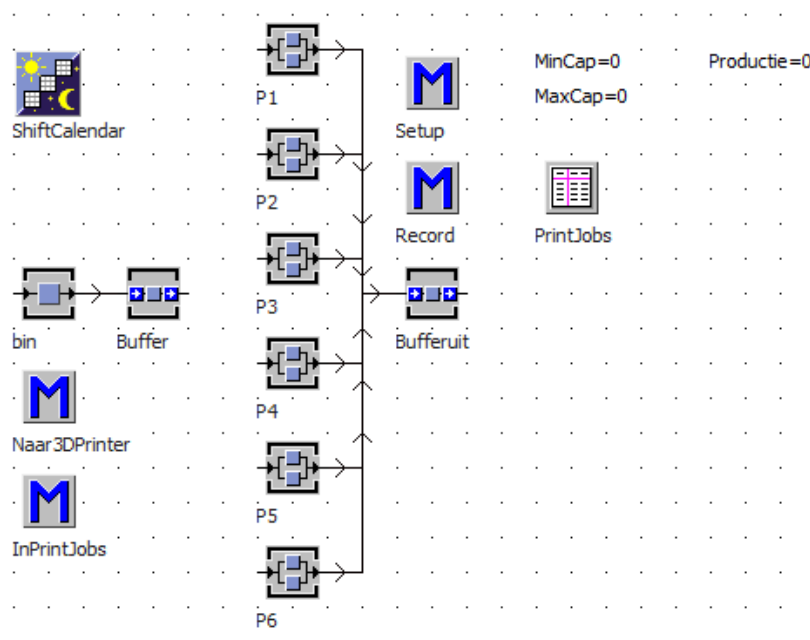 MinCap=0
Productie=0
P1
MaxCap=0
ShiftCalendar
Setup
P2
Record
PrintJobs
P3
bin
Buffer
Bufferuit
P4
Naar3DPrinter
P5
InPrintJobs
P6